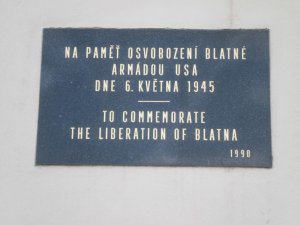 NA PAMĚŤ OSVOBOZENÍ BLATNÉ
ARMÁDOU USA
DNE 6. KVĚTNA 1945
TO COMMEMORATE
THE LIBERATION OF BLATNA
1990